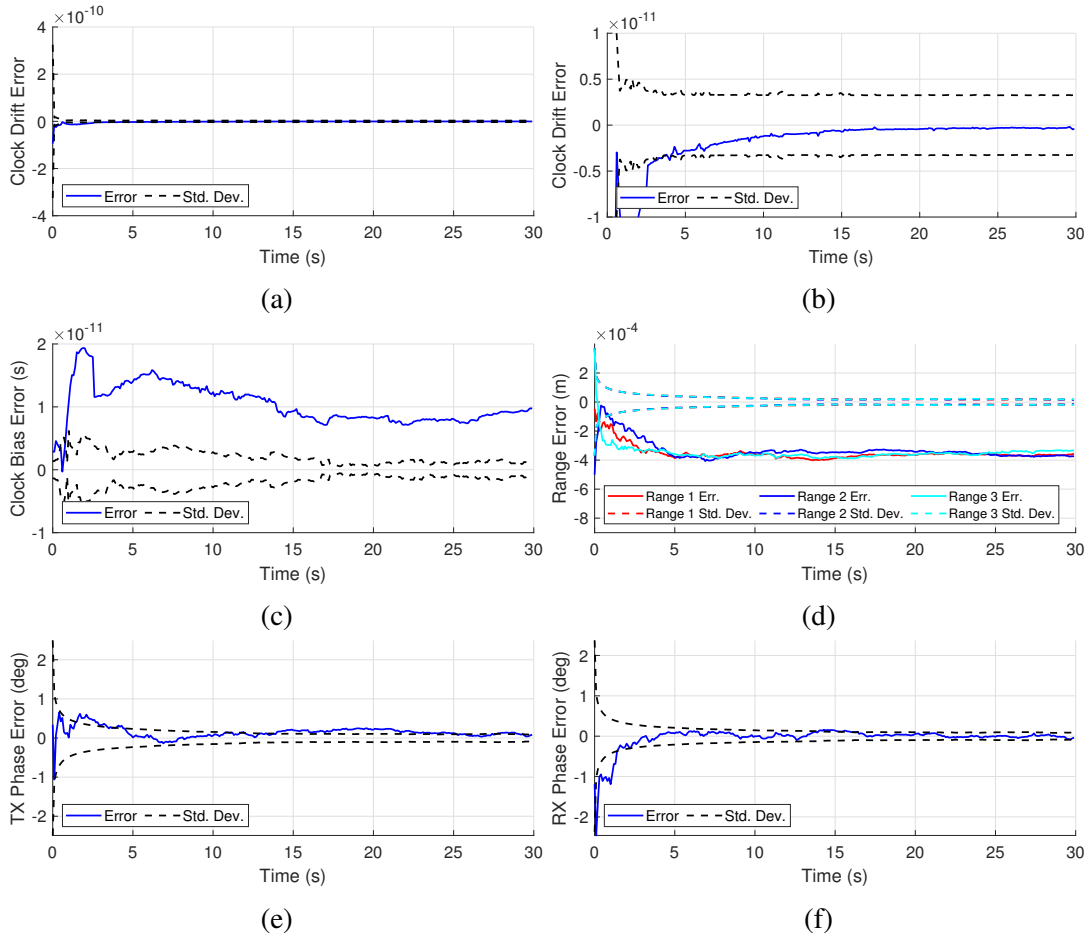 ×10⁻¹⁰
4
2
0
-2
-4
Clock Drift Error
Error Std. Dev.
0 5 10 15 20 25 30
Time (s)
(a)
×10⁻¹¹
1
0.5
0
-0.5
-1
Clock Drift Error
Error Std. Dev.
0 5 10 15 20 25 30
Time (s)
(b)
×10⁻¹¹
2
1
0
-1
Clock Bias Error (s)
Error Std. Dev.
0 5 10 15 20 25 30
Time (s)
(c)
×10⁻⁴
2
0
-2
-4
-6
-8
Range Error (m)
Range 1 Err. Range 2 Err. Range 3 Err.
Range 1 Std. Dev. Range 2 Std. Dev. Range 3 Std. Dev.
0 5 10 15 20 25 30
Time (s)
(d)
2
1
0
-1
-2
TX Phase Error (deg)
Error Std. Dev.
0 5 10 15 20 25 30
Time (s)
(e)
2
1
0
-1
-2
RX Phase Error (deg)
Error Std. Dev.
0 5 10 15 20 25 30
Time (s)
(f)